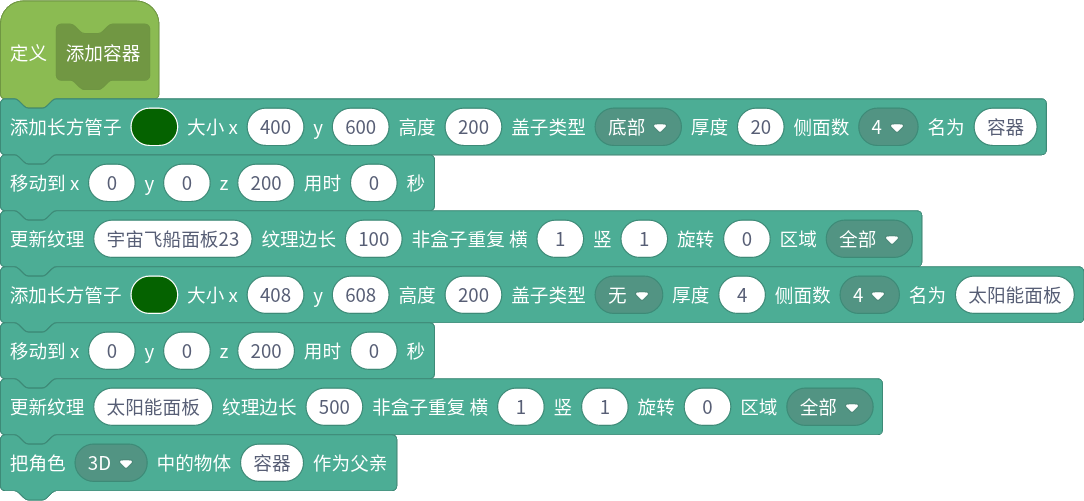 定义 添加容器
添加长方管子 大小 x 400 y 600 高度 200 盖子类型 底部 厚度 20 侧面数 4 名为 容器
移动到 x 0 y 0 z 200 用时 0 秒
更新纹理 宇宙飞船面板23 纹理边长 100 非盒子重复 横 1 竖 1 旋转 0 区域 全部
添加长方管子 大小 x 408 y 608 高度 200 盖子类型 无 厚度 4 侧面数 4 名为 太阳能面板
移动到 x 0 y 0 z 200 用时 0 秒
更新纹理 太阳能面板 纹理边长 500 非盒子重复 横 1 竖 1 旋转 0 区域 全部
把角色 3D 中的物体 容器 作为父亲